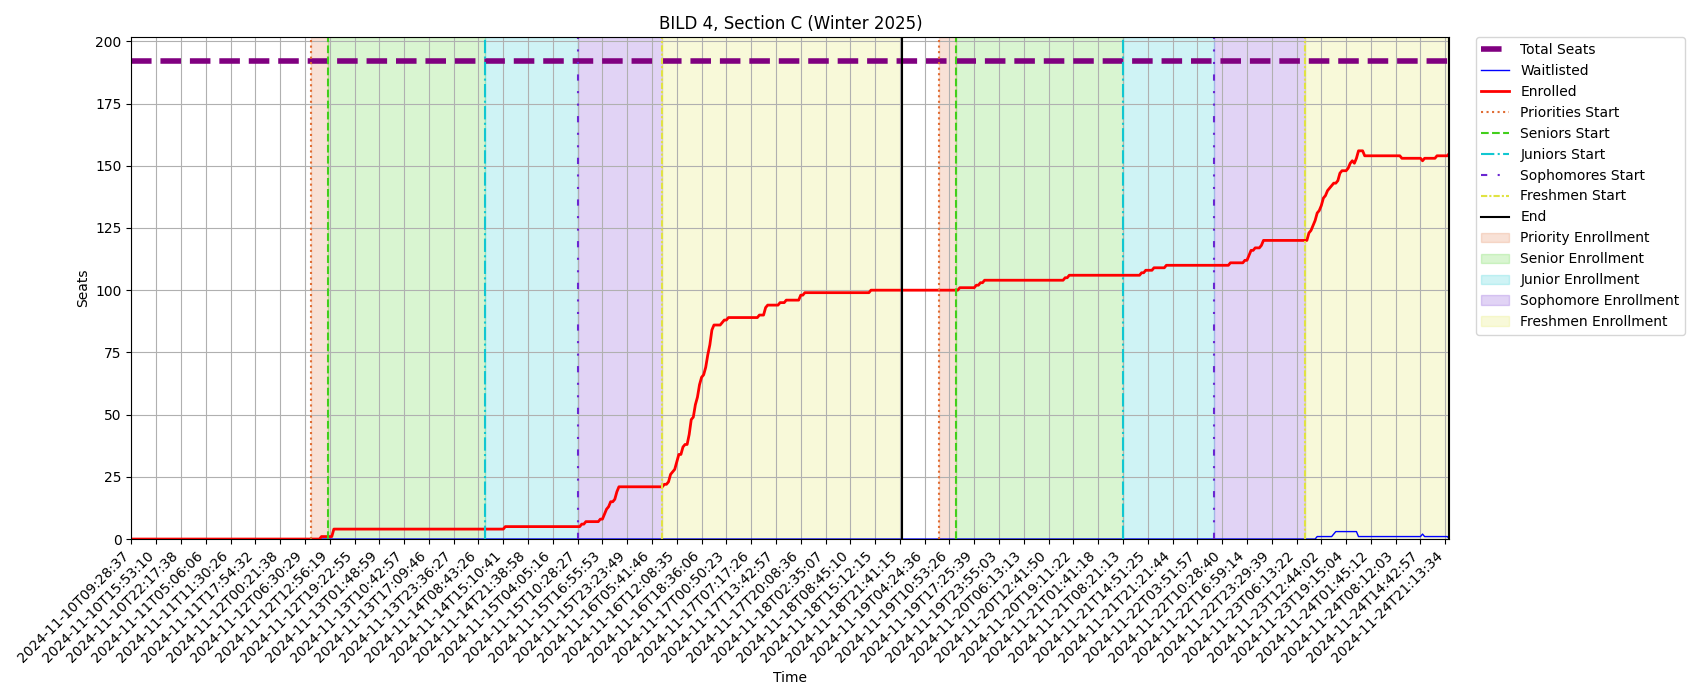 BILD 4, Section C (Winter 2025)
Seats
200
175
150
125
100
75
50
25
0
2024-11-10T09:28:37
2024-11-10T15:53:10
2024-11-10T22:17:38
2024-11-11T05:06:06
2024-11-11T11:30:26
2024-11-11T17:54:32
2024-11-12T00:21:38
2024-11-12T06:30:29
2024-11-12T12:56:19
2024-11-12T19:22:55
2024-11-13T01:48:59
2024-11-13T10:42:57
2024-11-13T17:09:46
2024-11-13T23:36:27
2024-11-14T08:43:26
2024-11-14T15:10:41
2024-11-14T21:38:58
2024-11-15T04:05:16
2024-11-15T10:28:27
2024-11-15T16:55:53
2024-11-15T23:23:49
2024-11-16T05:41:46
2024-11-16T12:08:35
2024-11-16T18:36:06
2024-11-17T00:50:23
2024-11-17T07:17:26
2024-11-17T13:42:57
2024-11-17T20:08:36
2024-11-18T02:35:07
2024-11-18T08:45:10
2024-11-18T15:12:15
2024-11-18T21:41:15
2024-11-19T04:24:36
2024-11-19T10:53:26
2024-11-19T17:25:39
2024-11-19T23:55:03
2024-11-20T06:13:13
2024-11-20T12:41:50
2024-11-20T19:11:22
2024-11-21T01:41:18
2024-11-21T08:21:13
2024-11-21T14:51:25
2024-11-21T21:21:44
2024-11-22T03:51:57
2024-11-22T10:28:40
2024-11-22T16:59:14
2024-11-22T23:29:39
2024-11-23T06:13:22
2024-11-23T12:44:02
2024-11-23T19:15:04
2024-11-24T01:45:12
2024-11-24T08:12:03
2024-11-24T14:42:57
2024-11-24T21:13:34
Time
Total Seats
Waitlisted
Enrolled
Priorities Start
Seniors Start
Juniors Start
Sophomores Start
Freshmen Start
End
Priority Enrollment
Senior Enrollment
Junior Enrollment
Sophomore Enrollment
Freshmen Enrollment